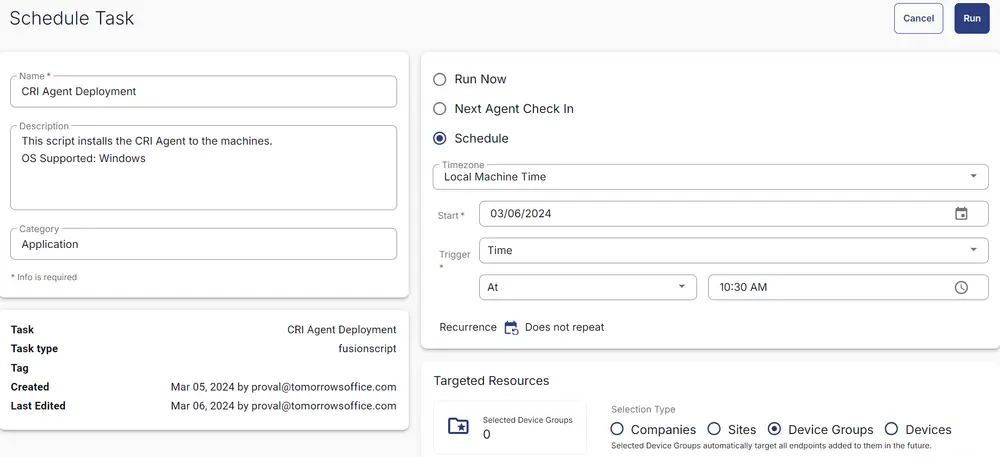 Schedule Task
Cancel
Run
Name *
CRI Agent Deployment
Description
This script installs the CRI Agent to the machines.
OS Supported: Windows
Category
Application
* Info is required
Task CRI Agent Deployment
Task type fusionscript
Tag
Created Mar 05, 2024 by proval@tomorrowsoffice.com
Last Edited Mar 06, 2024 by proval@tomorrowsoffice.com
Run Now
Next Agent Check In
Schedule
Timezone
Local Machine Time
Start * 03/06/2024
Trigger * Time
At 10:30 AM
Recurrence Does not repeat
Targeted Resources
Selected Device Groups
0
Selection Type
Companies Sites Device Groups Devices
Selected Device Groups automatically target all endpoints added to them in the future.